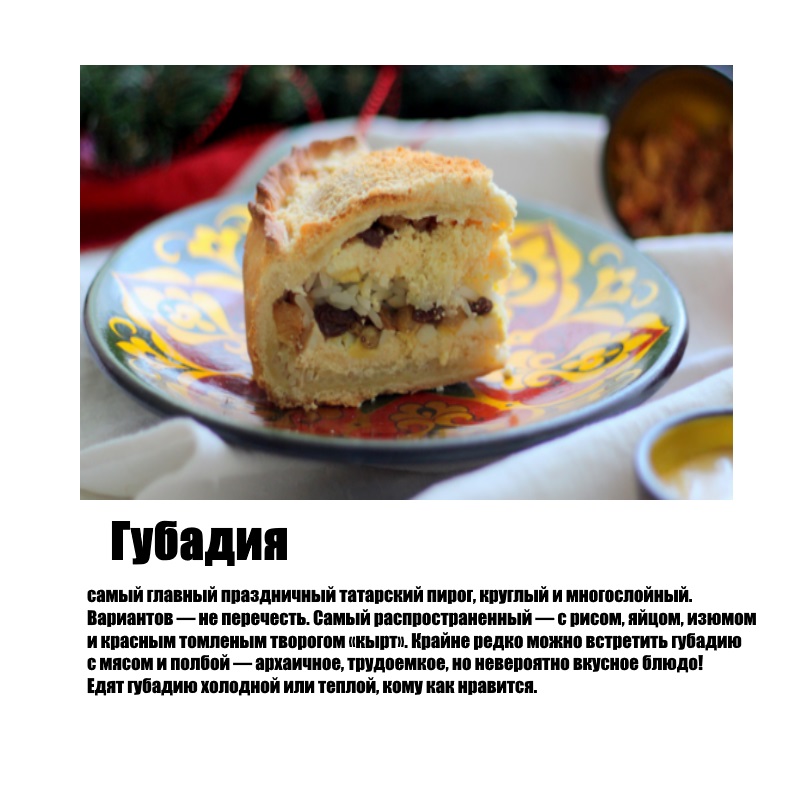 Губадия
самый главный праздничный татарский пирог, круглый и многослойный.
Вариантов — не перечесть. Самый распространенный — с рисом, яйцом, изюмом
и красным томленым творогом «кырт». Крайне редко можно встретить губадию
с мясом и полбой — архаичное, трудоемкое, но невероятно вкусное блюдо!
Едят губадию холодной или теплой, кому как нравится.